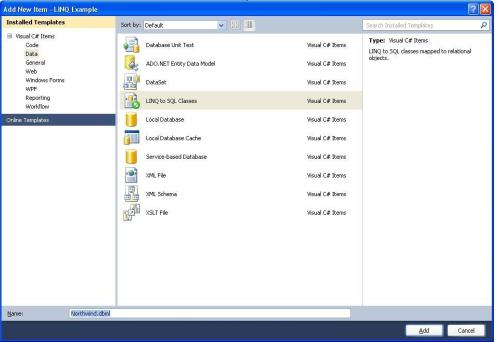 Add New Item - LINQ Example
Installed Templates
Sort by: Default
Search Installed Templates
Visual C# Items
Code
Data
General
Web
Windows Forms
WPF
Reporting
Workflow
Online Templates
Database Unit Test Visual C# Items
ADO.NET Entity Data Model Visual C# Items
DataSet Visual C# Items
LINQ to SQL Classes Visual C# Items
Local Database Visual C# Items
Local Database Cache Visual C# Items
Service-based Database Visual C# Items
XML File Visual C# Items
XML Schema Visual C# Items
XSLT File Visual C# Items
Type: Visual C# Items
LINQ to SQL classes mapped to relational
objects.
Name: Northwind.dbml
Add Cancel